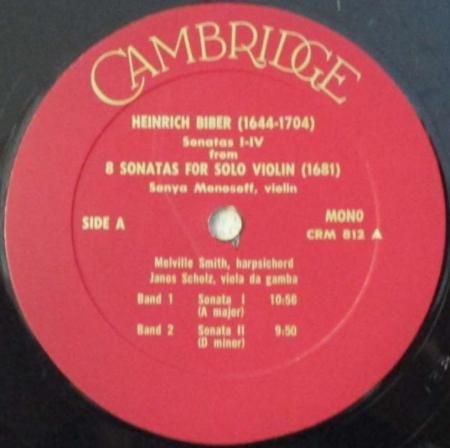 CAMBRIDGE
HEINRICH BIBER (1644-1704)
Sonatas I-IV
from
8 SONATAS FOR SOLO VIOLIN (1681)
Sonya Monosoff, violin
SIDE A
MONO
CRM 812 A
Melville Smith, harpsichord
Janos Scholz, viola da gamba
Band 1 Sonata I 10:56
(A major)
Band 2 Sonata II 9:50
(D minor)